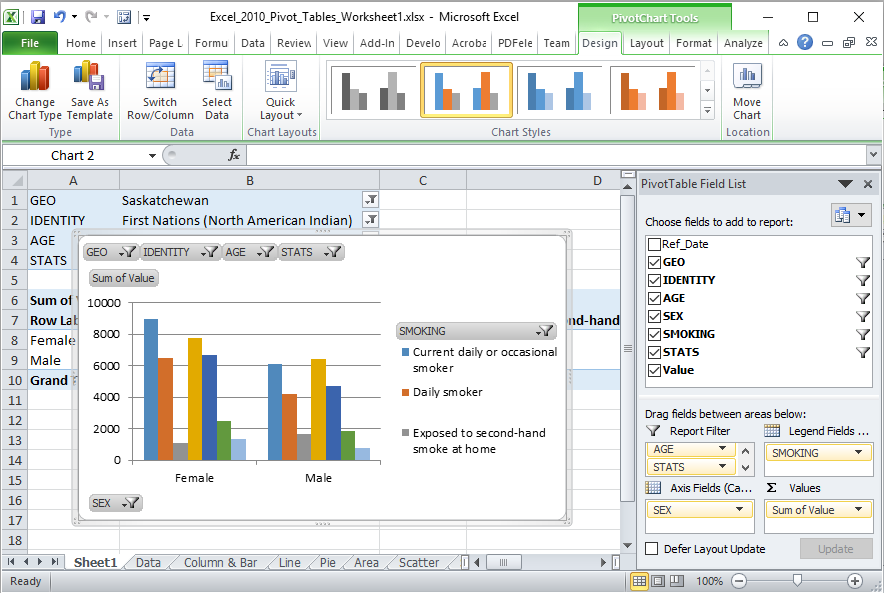 Excel_2010_Pivot_Tables_Worksheet1.xlsx - Microsoft Excel
PivotChart Tools
File Home Insert Page L Formu Data Review View Add-In Develo Acroba PDFEle Team Design Layout Format Analyze
Change Chart Type
Save As Template
Switch Row/Column
Select Data
Quick Layout
Move Chart
Type Data Chart Layouts Chart Styles Location
Chart 2 fx
A B C D
1 GEO Saskatchewan
2 IDENTITY First Nations (North American Indian)
3 AGE
4 STATS
5
6 Sum of
7 Row La ond-hand
8 Female
9 Male
10 Grand
11
12
13
14
15
16
17
18
GEO IDENTITY AGE STATS
Sum of Value
10000
8000
6000
4000
2000
0
Female Male
SMOKING
Current daily or occasional
smoker
Daily smoker
Exposed to second-hand
smoke at home
SEX
PivotTable Field List
Choose fields to add to report:
Ref_Date
GEO
IDENTITY
AGE
SEX
SMOKING
STATS
Value
Drag fields between areas below:
Report Filter Legend Fields ...
AGE SMOKING
STATS
Axis Fields (Ca... Σ Values
SEX Sum of Value
Defer Layout Update Update
Sheet1 Data Column & Bar Line Pie Area Scatter
Ready 100%